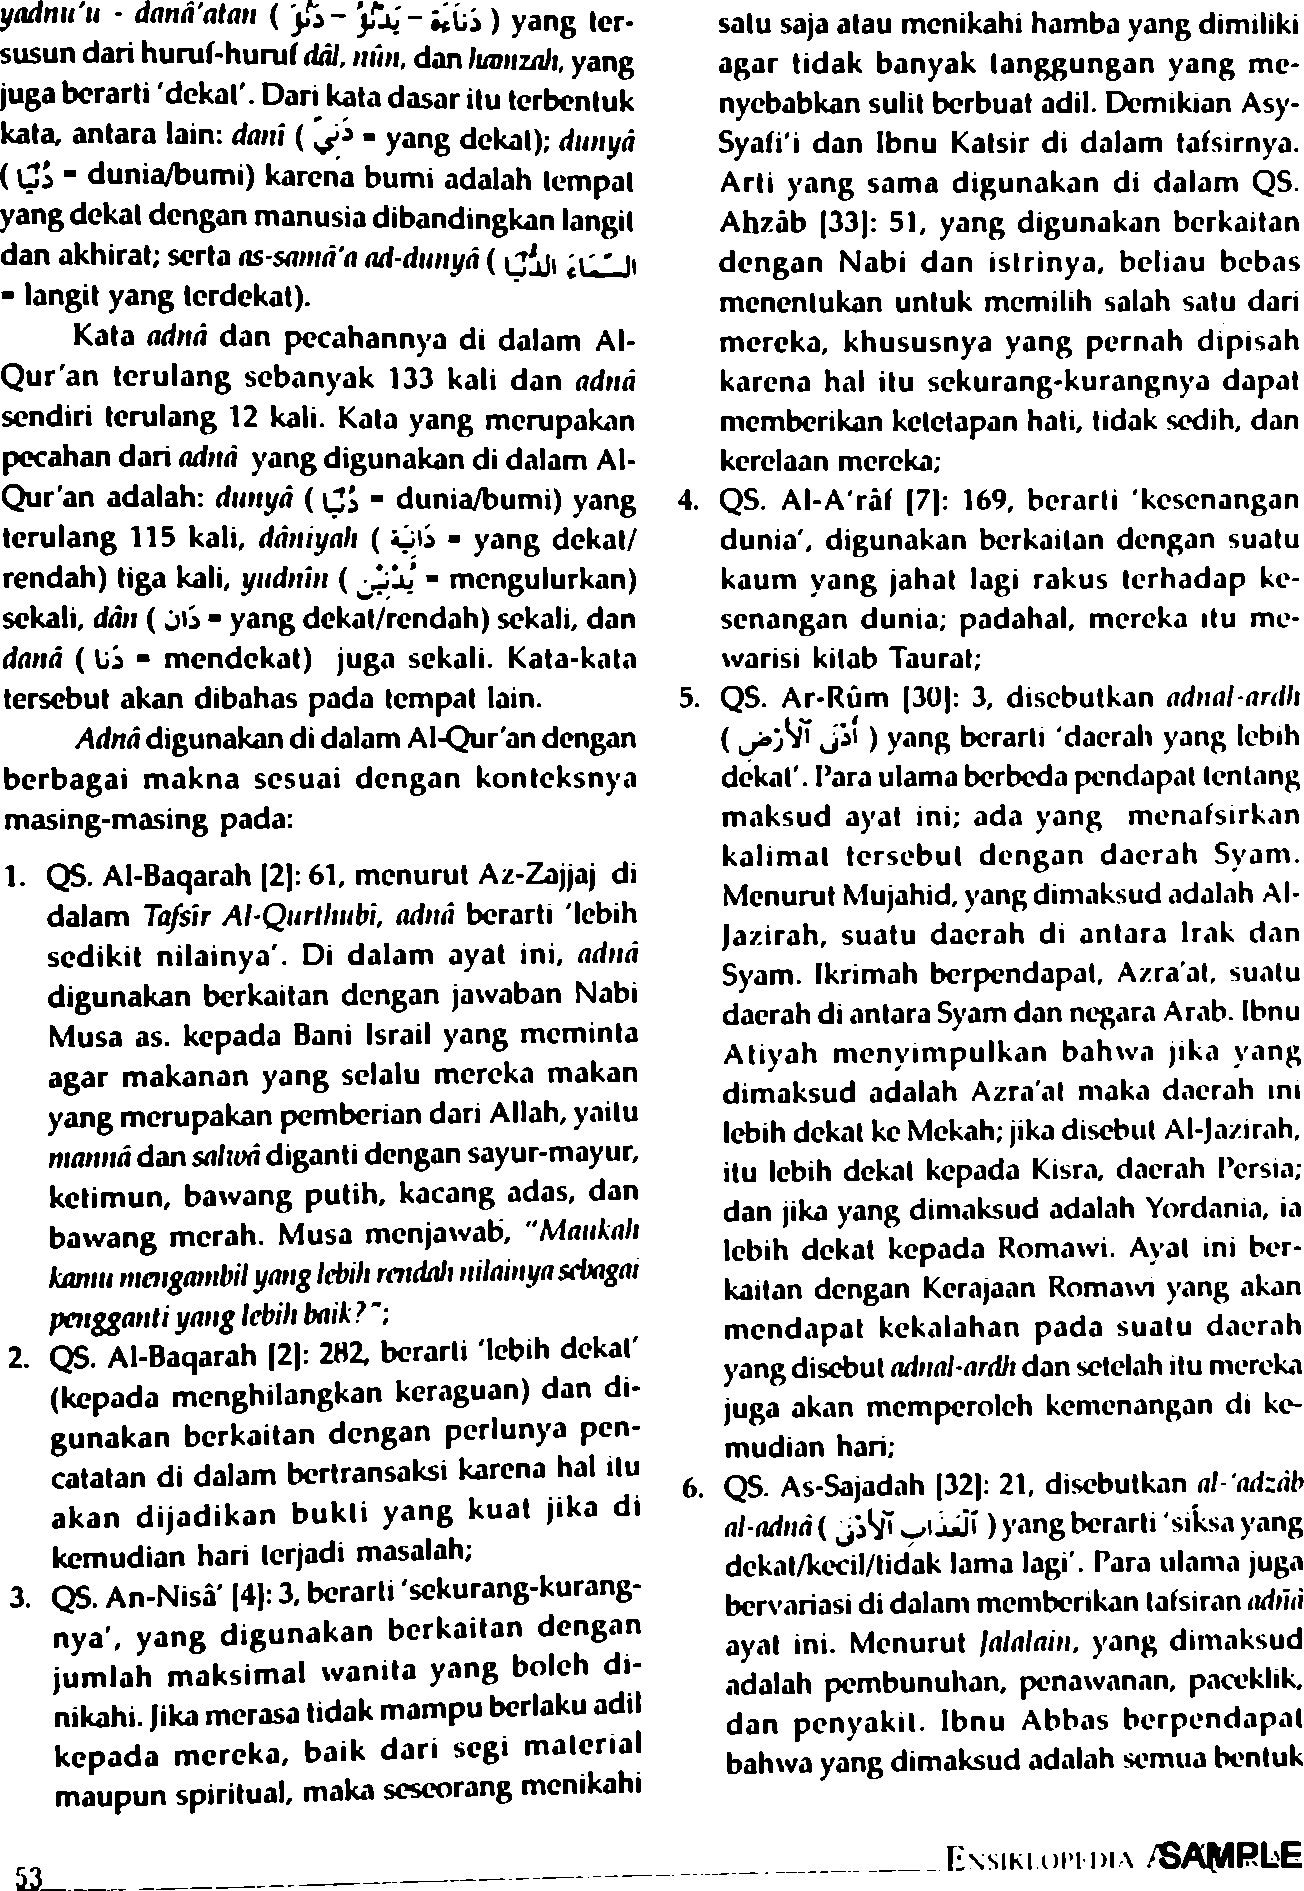 yadnu'u - danâ'atan ( دَنُؤَ – يَدْنُؤُ – دَنَاءَةً ) yang ter-
susun dari huruf-huruf dâl, nûn, dan hamzah, yang
juga berarti 'dekat'. Dari kata dasar itu terbentuk
kata, antara lain: danî ( دَنِيّ = yang dekat); dunyâ
( دُنْيَا = dunia/bumi) karena bumi adalah tempat
yang dekat dengan manusia dibandingkan langit
dan akhirat; serta as-samâ'a ad-dunyâ ( السَّمَاءَ الدُّنْيَا
= langit yang terdekat).
Kata adnâ dan pecahannya di dalam Al-
Qur'an terulang sebanyak 133 kali dan adnâ
sendiri terulang 12 kali. Kata yang merupakan
pecahan dari adnâ yang digunakan di dalam Al-
Qur'an adalah: dunyâ ( دُنْيَا = dunia/bumi) yang
terulang 115 kali, dâniyah ( دَانِيَةٌ = yang dekat/
rendah) tiga kali, yudnîn ( يُدْنِيْنَ = mengulurkan)
sekali, dân ( دَانٍ = yang dekat/rendah) sekali, dan
danâ ( دَنَا = mendekat) juga sekali. Kata-kata
tersebut akan dibahas pada tempat lain.
Adnâ digunakan di dalam Al-Qur'an dengan
berbagai makna sesuai dengan konteksnya
masing-masing pada:
1. QS. Al-Baqarah [2]: 61, menurut Az-Zajjaj di
dalam Tafsîr Al-Qurthubi, adnâ berarti 'lebih
sedikit nilainya'. Di dalam ayat ini, adnâ
digunakan berkaitan dengan jawaban Nabi
Musa as. kepada Bani Israil yang meminta
agar makanan yang selalu mereka makan
yang merupakan pemberian dari Allah, yaitu
mannâ dan salwâ diganti dengan sayur-mayur,
ketimun, bawang putih, kacang adas, dan
bawang merah. Musa menjawab, "Maukah
kamu mengambil yang lebih rendah nilainya sebagai
pengganti yang lebih baik?";
2. QS. Al-Baqarah [2]: 282, berarti 'lebih dekat'
(kepada menghilangkan keraguan) dan di-
gunakan berkaitan dengan perlunya pen-
catatan di dalam bertransaksi karena hal itu
akan dijadikan bukti yang kuat jika di
kemudian hari terjadi masalah;
3. QS. An-Nisâ' [4]: 3, berarti 'sekurang-kurang-
nya', yang digunakan berkaitan dengan
jumlah maksimal wanita yang boleh di-
nikahi. Jika merasa tidak mampu berlaku adil
kepada mereka, baik dari segi material
maupun spiritual, maka seseorang menikahi
satu saja atau menikahi hamba yang dimiliki
agar tidak banyak tanggungan yang me-
nyebabkan sulit berbuat adil. Demikian Asy-
Syafi'i dan Ibnu Katsir di dalam tafsirnya.
Arti yang sama digunakan di dalam QS.
Ahzâb [33]: 51, yang digunakan berkaitan
dengan Nabi dan istrinya, beliau bebas
menentukan untuk memilih salah satu dari
mereka, khususnya yang pernah dipisah
karena hal itu sekurang-kurangnya dapat
memberikan ketetapan hati, tidak sedih, dan
kerelaan mereka;
4. QS. Al-A'râf [7]: 169, berarti 'kesenangan
dunia', digunakan berkaitan dengan suatu
kaum yang jahat lagi rakus terhadap ke-
senangan dunia; padahal, mereka itu me-
warisi kitab Taurat;
5. QS. Ar-Rûm [30]: 3, disebutkan adnal-ardh
( أَدْنَى ٱلْأَرْضِ ) yang berarti 'daerah yang lebih
dekat'. Para ulama berbeda pendapat tentang
maksud ayat ini; ada yang menafsirkan
kalimat tersebut dengan daerah Syam.
Menurut Mujahid, yang dimaksud adalah Al-
Jazirah, suatu daerah di antara Irak dan
Syam. Ikrimah berpendapat, Azra'at, suatu
daerah di antara Syam dan negara Arab. Ibnu
Atiyah menyimpulkan bahwa jika yang
dimaksud adalah Azra'at maka daerah ini
lebih dekat ke Mekah; jika disebut Al-Jazirah,
itu lebih dekat kepada Kisra, daerah Persia;
dan jika yang dimaksud adalah Yordania, ia
lebih dekat kepada Romawi. Ayat ini ber-
kaitan dengan Kerajaan Romawi yang akan
mendapat kekalahan pada suatu daerah
yang disebut adnal-ardh dan setelah itu mereka
juga akan memperoleh kemenangan di ke-
mudian hari;
6. QS. As-Sajadah [32]: 21, disebutkan al-'adzâb
al-adnâ ( ٱلْعَذَابِ ٱلْأَدْنَى ) yang berarti 'siksa yang
dekat/kecil/tidak lama lagi'. Para ulama juga
bervariasi di dalam memberikan tafsiran adnâ
ayat ini. Menurut Jalalain, yang dimaksud
adalah pembunuhan, penawanan, paceklik,
dan penyakit. Ibnu Abbas berpendapat
bahwa yang dimaksud adalah semua bentuk
53 ENSIKLOPEDIA SAMPLE